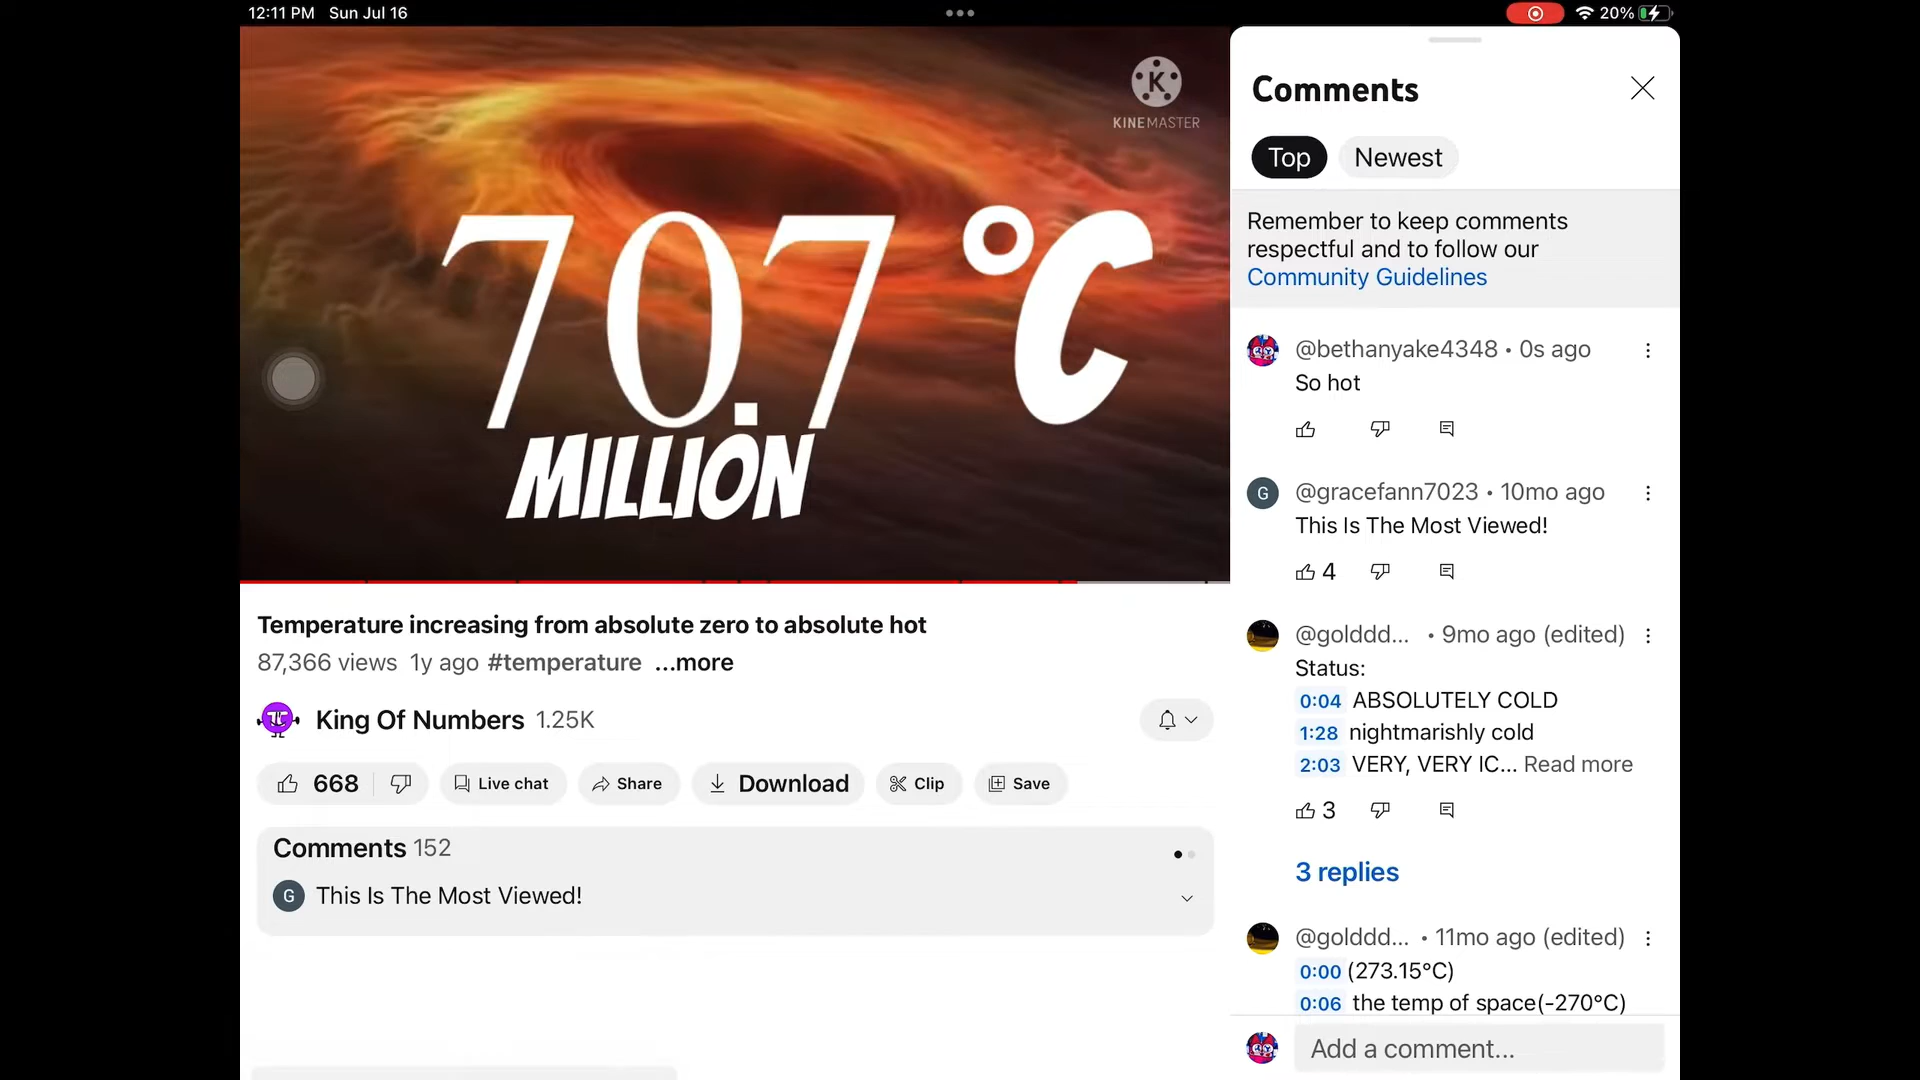 12:11 PM Sun Jul 16
20%
K
KINEMASTER
70.7 °C
MILLION
Temperature increasing from absolute zero to absolute hot
87,366 views 1y ago #temperature ...more
King Of Numbers 1.25K
668
Live chat
Share
Download
Clip
Save
Comments 152
G This Is The Most Viewed!
Comments
Top
Newest
Remember to keep comments
respectful and to follow our
Community Guidelines
@bethanyake4348 • 0s ago
So hot
G
@gracefann7023 • 10mo ago
This Is The Most Viewed!
4
@golddd... • 9mo ago (edited)
Status:
0:04 ABSOLUTELY COLD
1:28 nightmarishly cold
2:03 VERY, VERY IC... Read more
3
3 replies
@golddd... • 11mo ago (edited)
0:00 (273.15°C)
0:06 the temp of space(-270°C)
Add a comment...